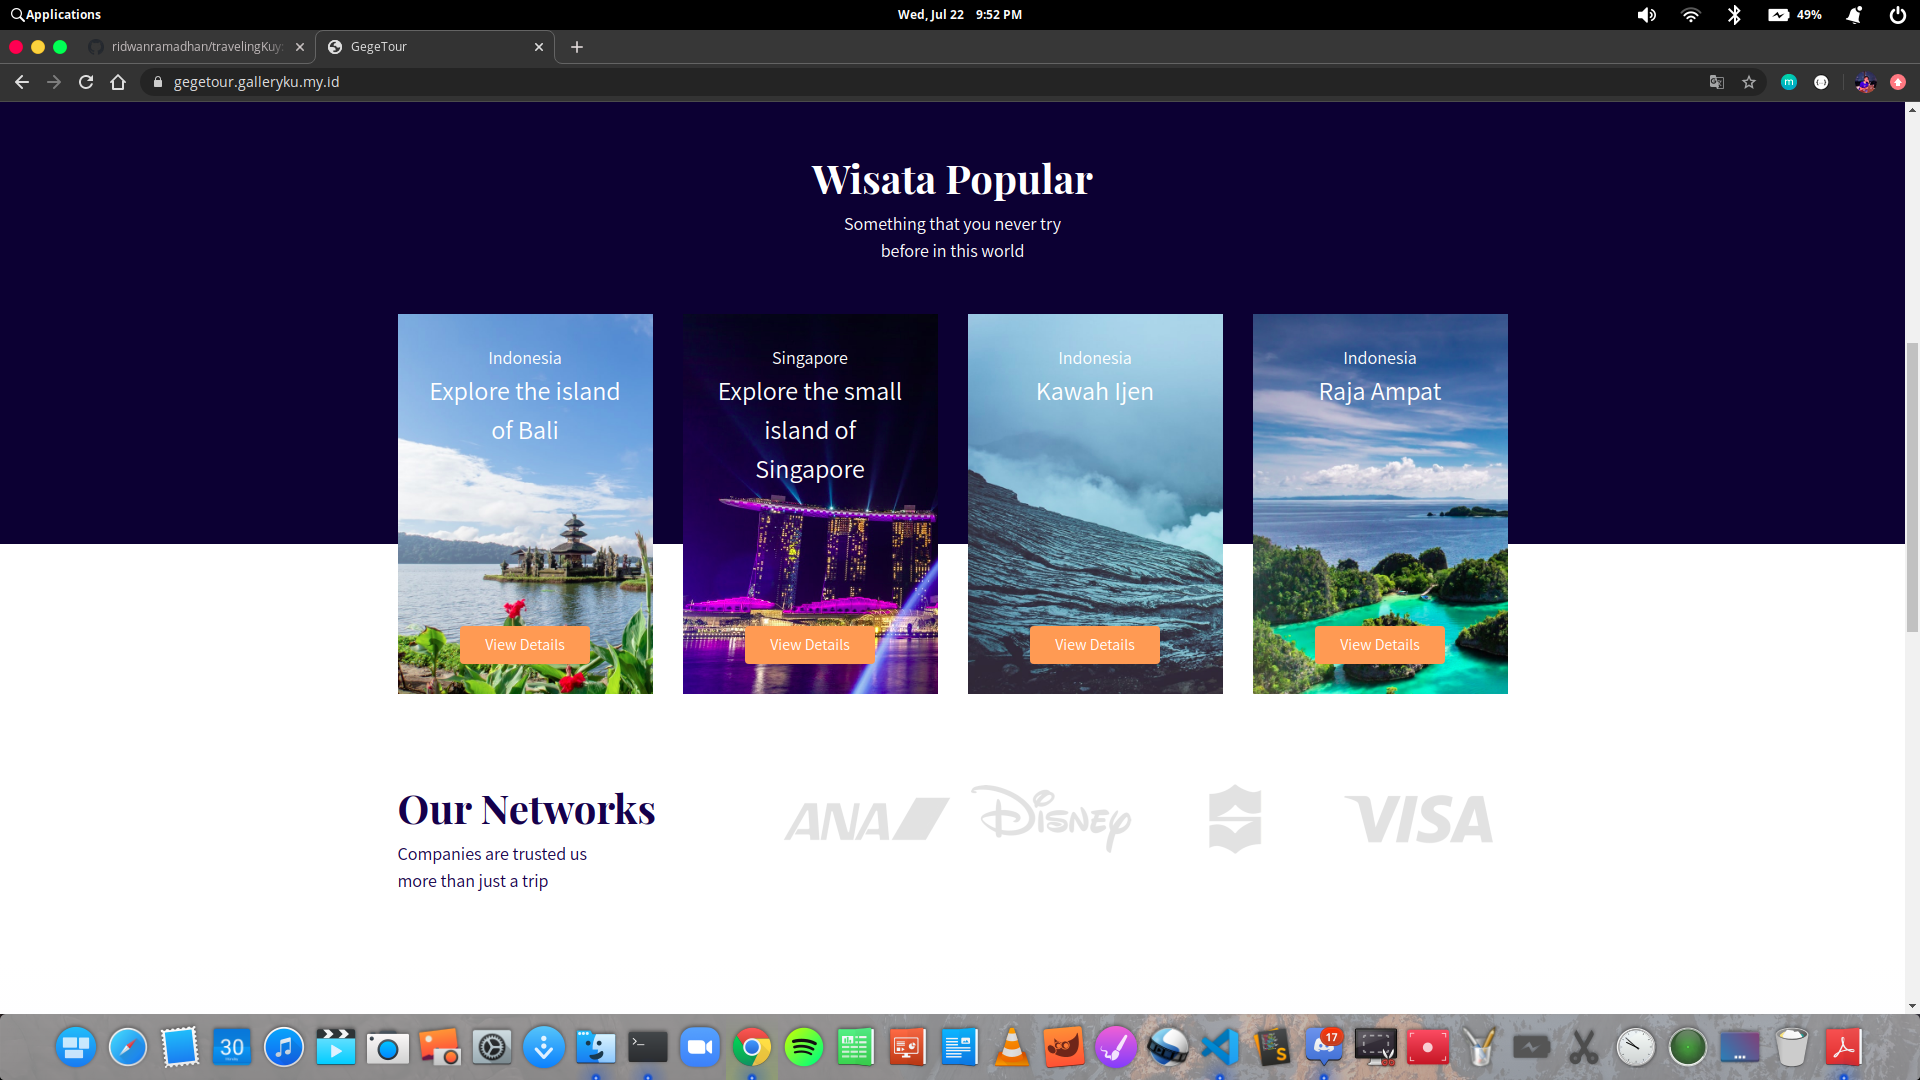 Applications
Wed, Jul 22 9:52 PM
49%
ridwanramadhan/travelingKuy
GegeTour
gegetour.galleryku.my.id
m
Wisata Popular
Something that you never try
before in this world
Indonesia
Explore the island
of Bali
View Details
Singapore
Explore the small
island of
Singapore
View Details
Indonesia
Kawah Ijen
View Details
Indonesia
Raja Ampat
View Details
Our Networks
Companies are trusted us
more than just a trip
ANA
Disney
VISA
30
17
S